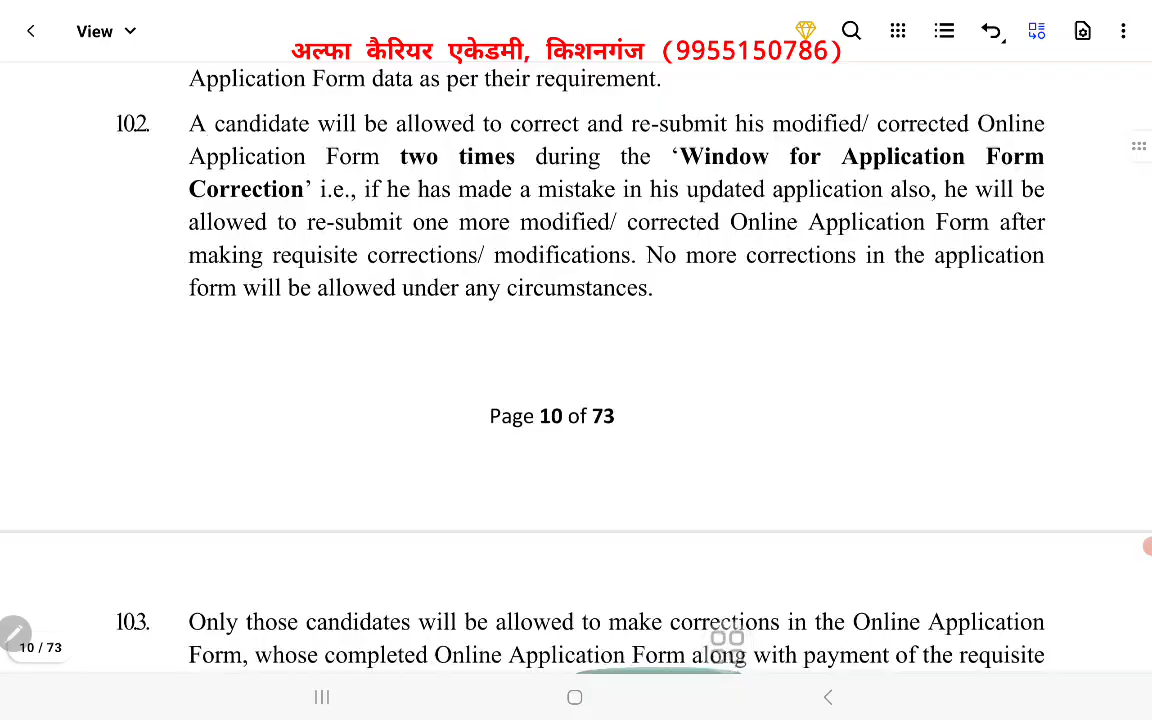 View
अल्फा कैरियर एकेडमी, किशनगंज (9955150786)
Application Form data as per their requirement.
10.2. A candidate will be allowed to correct and re-submit his modified/ corrected Online
Application Form two times during the ‘Window for Application Form
Correction’ i.e., if he has made a mistake in his updated application also, he will be
allowed to re-submit one more modified/ corrected Online Application Form after
making requisite corrections/ modifications. No more corrections in the application
form will be allowed under any circumstances.
Page 10 of 73
10.3. Only those candidates will be allowed to make corrections in the Online Application
Form, whose completed Online Application Form along with payment of the requisite
10 / 73